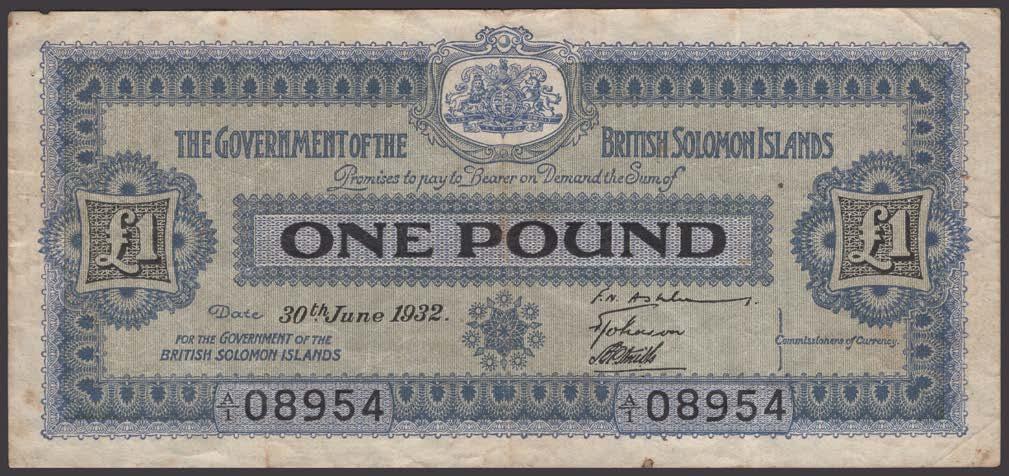 THE GOVERNMENT OF THE BRITISH SOLOMON ISLANDS
Promises to pay to Bearer on Demand the Sum of
£1 ONE POUND £1
Date 30th June 1932.
FOR THE GOVERNMENT OF THE
BRITISH SOLOMON ISLANDS
Johnson
Commissioners of Currency.
A/1 08954 A/1 08954